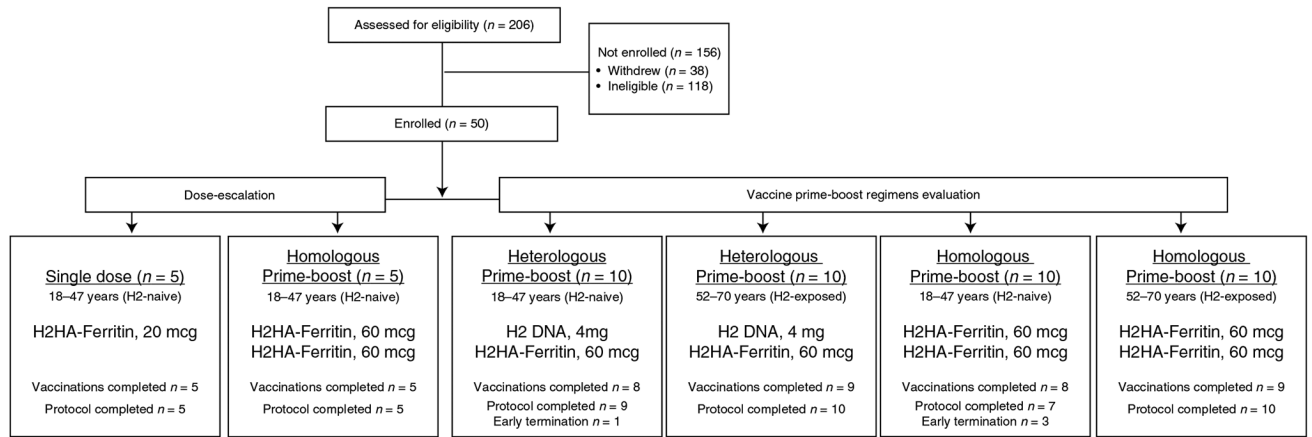 Assessed for eligibility (n = 206)
Not enrolled (n = 156)
• Withdrew (n = 38)
• Ineligible (n = 118)
Enrolled (n = 50)
Dose-escalation
Vaccine prime-boost regimens evaluation
Single dose (n = 5)
18–47 years (H2-naive)
H2HA-Ferritin, 20 mcg
Vaccinations completed n = 5
Protocol completed n = 5
Homologous
Prime-boost (n = 5)
18–47 years (H2-naive)
H2HA-Ferritin, 60 mcg
H2HA-Ferritin, 60 mcg
Vaccinations completed n = 5
Protocol completed n = 5
Heterologous
Prime-boost (n = 10)
18–47 years (H2-naive)
H2 DNA, 4mg
H2HA-Ferritin, 60 mcg
Vaccinations completed n = 8
Protocol completed n = 9
Early termination n = 1
Heterologous
Prime-boost (n = 10)
52–70 years (H2-exposed)
H2 DNA, 4 mg
H2HA-Ferritin, 60 mcg
Vaccinations completed n = 9
Protocol completed n = 10
Homologous
Prime-boost (n = 10)
18–47 years (H2-naive)
H2HA-Ferritin, 60 mcg
H2HA-Ferritin, 60 mcg
Vaccinations completed n = 8
Protocol completed n = 7
Early termination n = 3
Homologous
Prime-boost (n = 10)
52–70 years (H2-exposed)
H2HA-Ferritin, 60 mcg
H2HA-Ferritin, 60 mcg
Vaccinations completed n = 9
Protocol completed n = 10